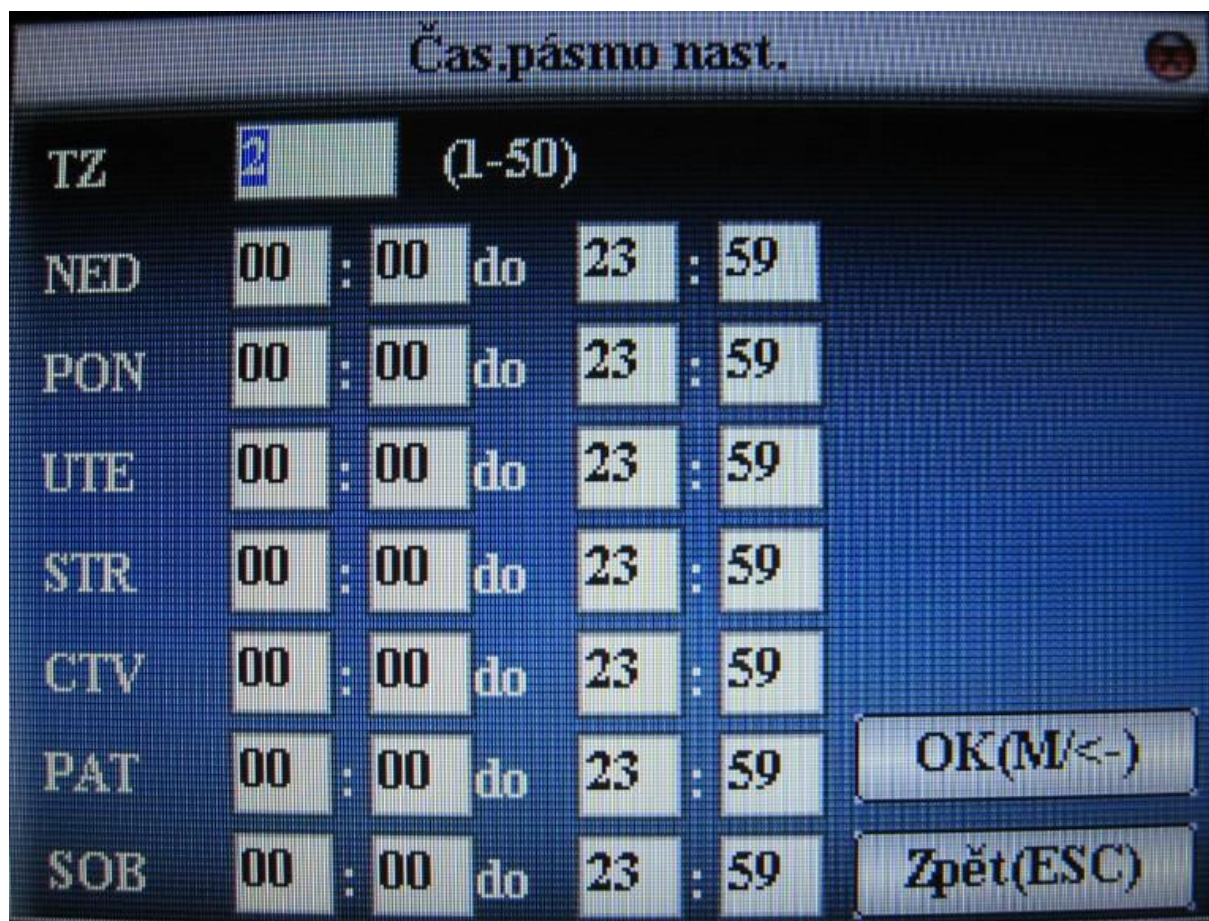 Čas.pásmo nast.
TZ 2 (1-50)
NED 00 : 00 do 23 : 59
PON 00 : 00 do 23 : 59
UTE 00 : 00 do 23 : 59
STR 00 : 00 do 23 : 59
CTV 00 : 00 do 23 : 59
PAT 00 : 00 do 23 : 59
OK(M/<-)
SOB 00 : 00 do 23 : 59
Zpět(ESC)